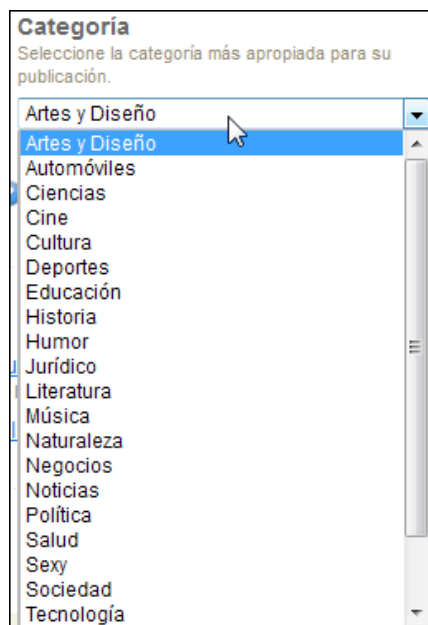 Categoría
Seleccione la categoría más apropiada para su
publicación.
Artes y Diseño
Artes y Diseño
Automóviles
Ciencias
Cine
Cultura
Deportes
Educación
Historia
Humor
Jurídico
Literatura
Música
Naturaleza
Negocios
Noticias
Política
Salud
Sexy
Sociedad
Tecnología